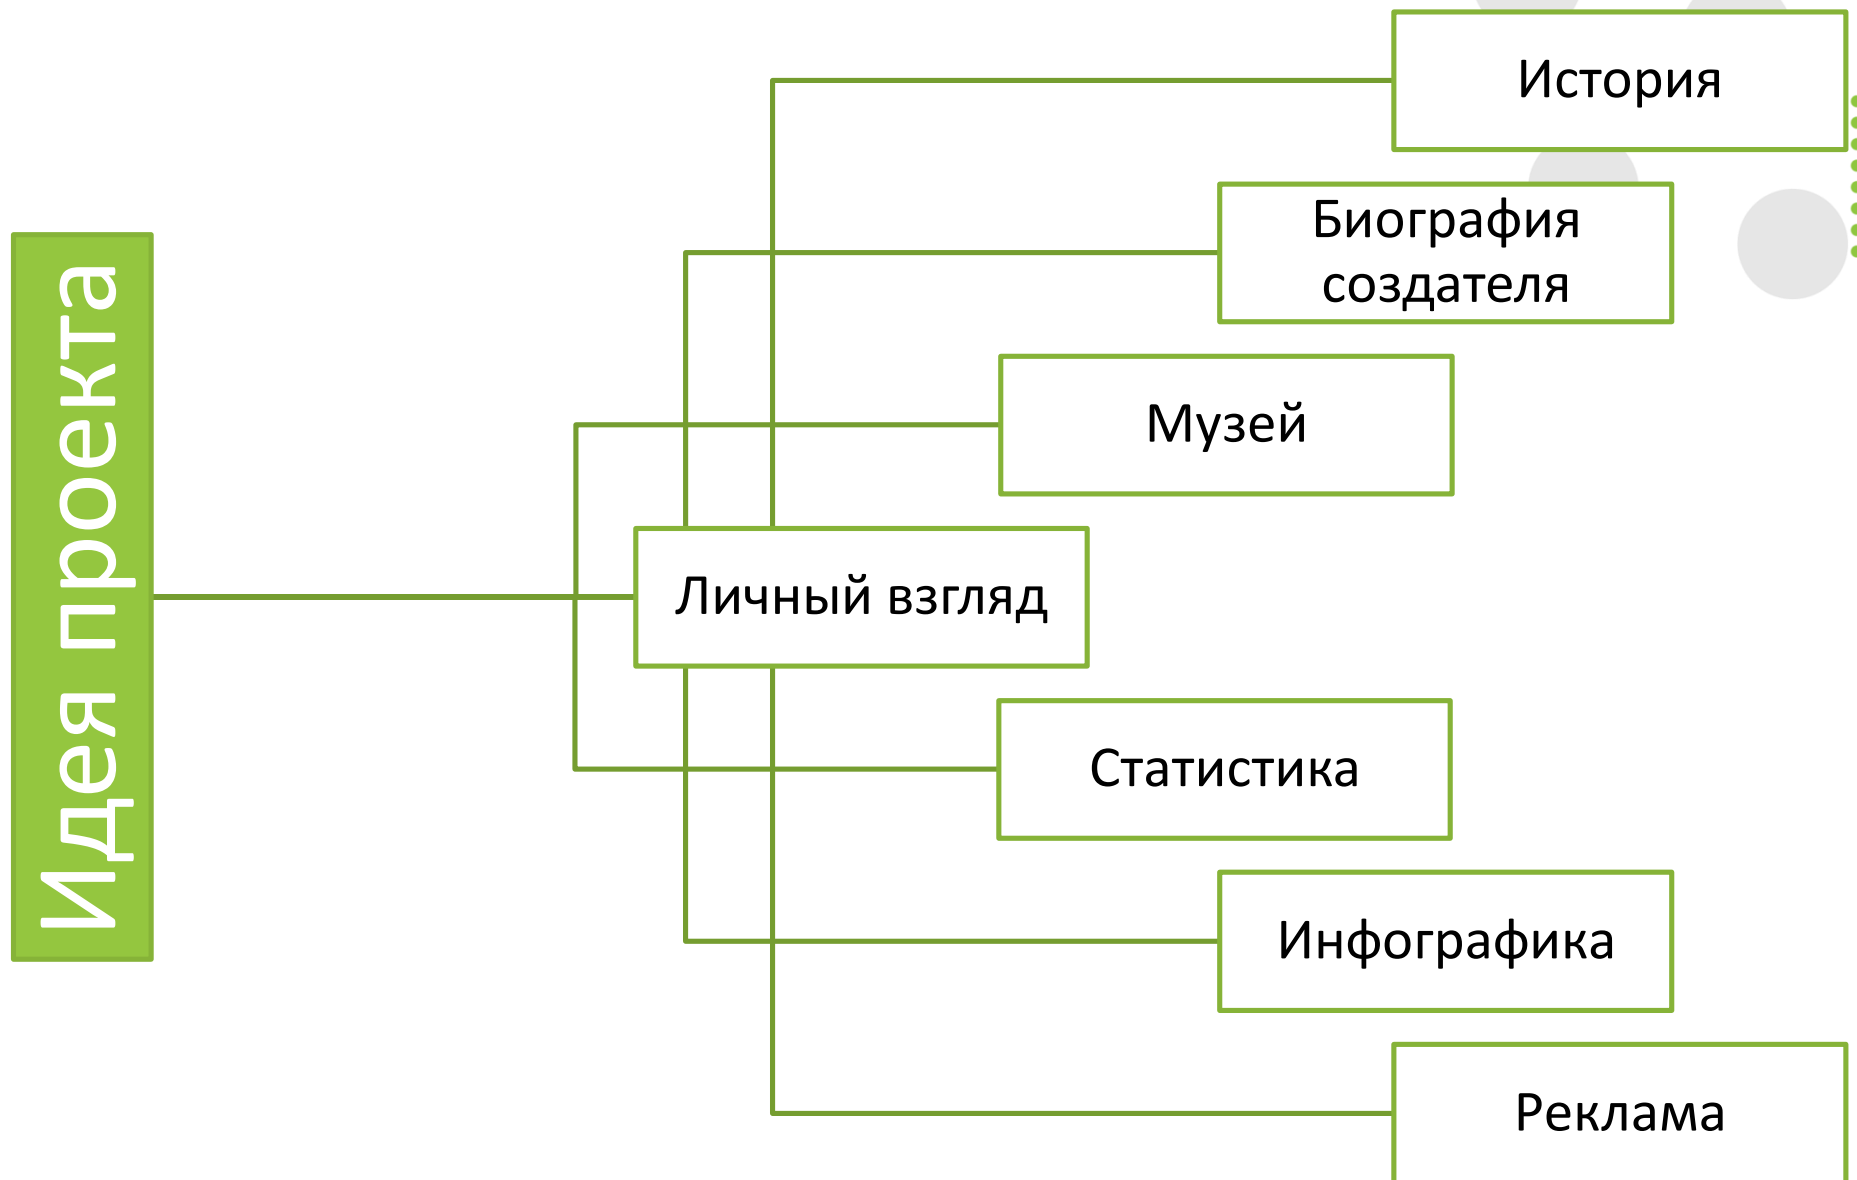 Идея проекта
История
Биография
создателя
Музей
Личный взгляд
Статистика
Инфографика
Реклама